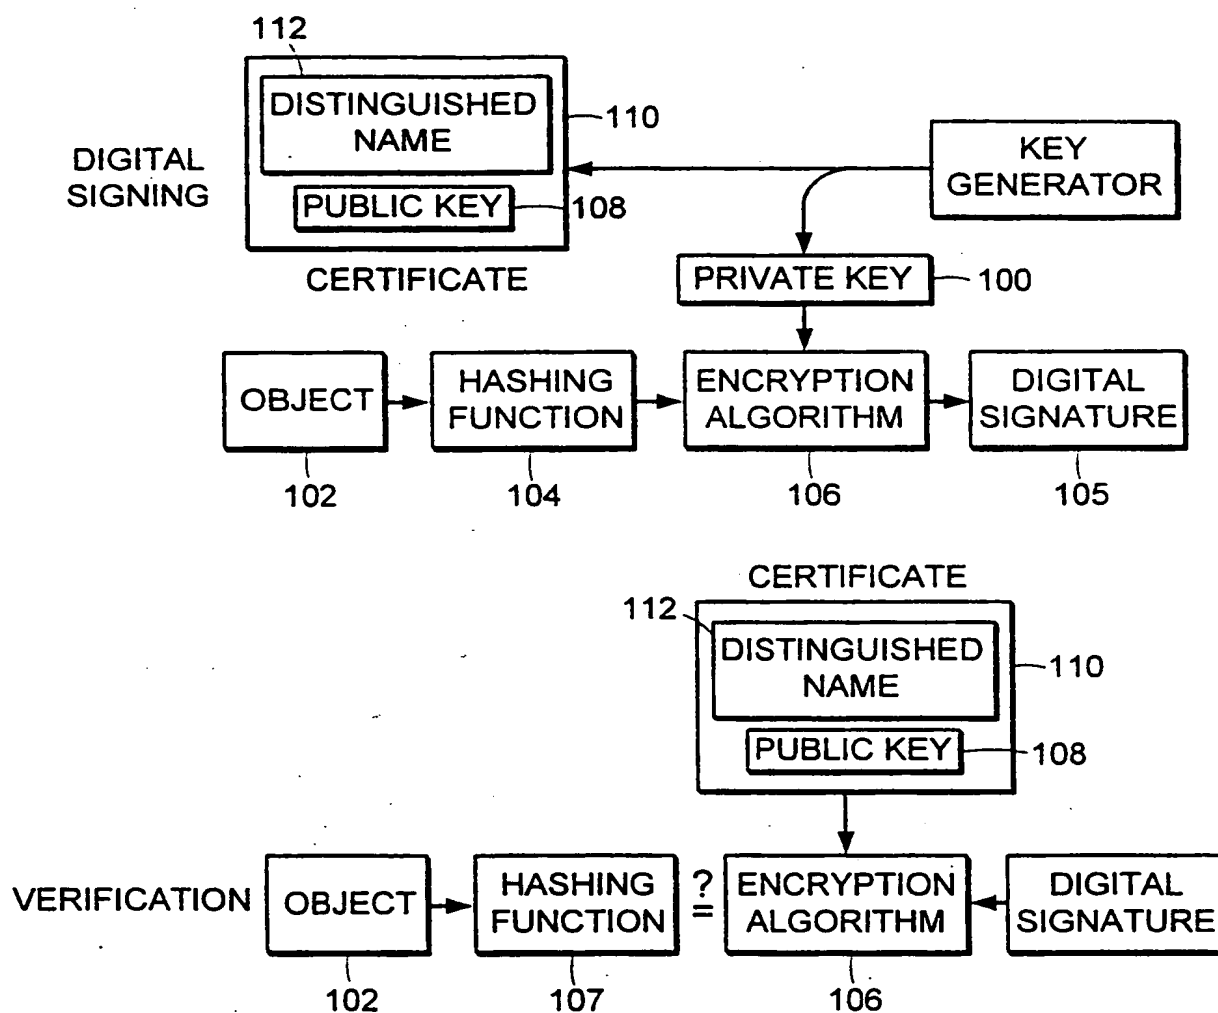 112
DISTINGUISHED
NAME
110
DIGITAL
SIGNING
PUBLIC KEY
108
CERTIFICATE
KEY
GENERATOR
PRIVATE KEY
100
OBJECT
HASHING
FUNCTION
ENCRYPTION
ALGORITHM
DIGITAL
SIGNATURE
102
104
106
105
CERTIFICATE
112
DISTINGUISHED
NAME
110
PUBLIC KEY
108
VERIFICATION
OBJECT
HASHING
FUNCTION
?
=
ENCRYPTION
ALGORITHM
DIGITAL
SIGNATURE
102
107
106